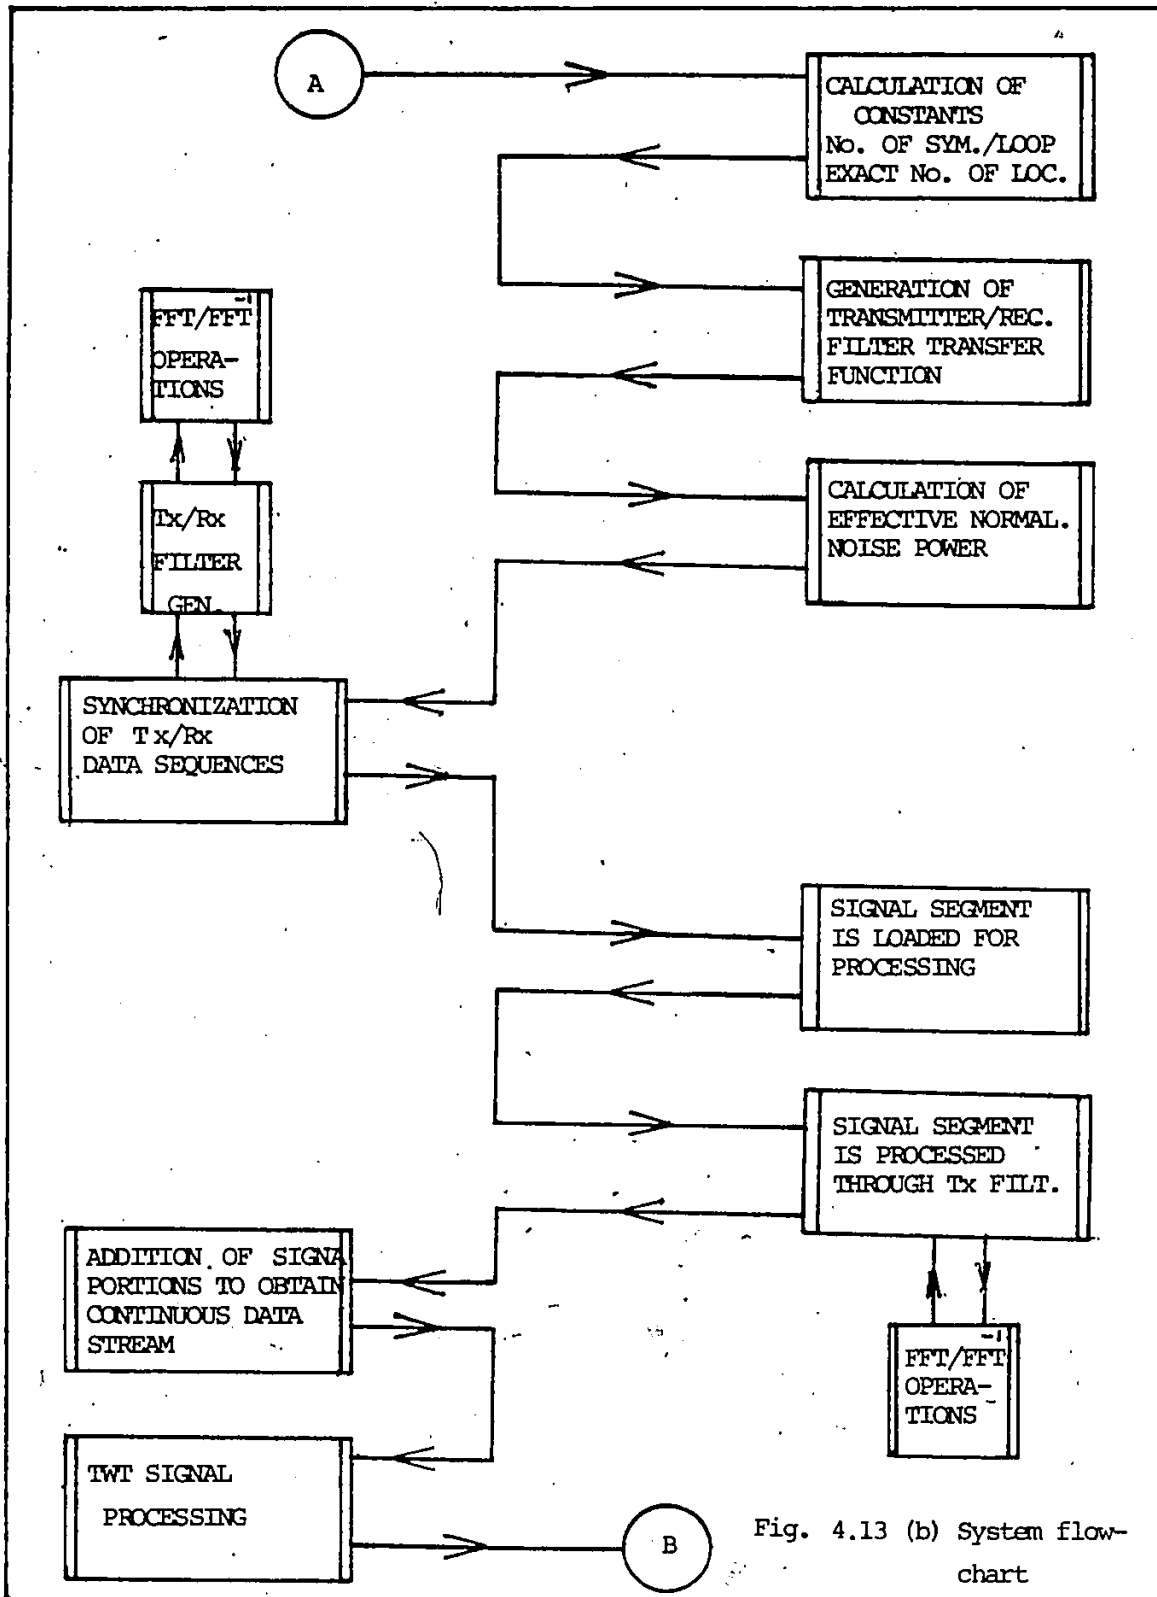 A
CALCULATION OF
CONSTANTS
No. OF SYM./LOOP
EXACT No. OF LOC.
GENERATION OF
TRANSMITTER/REC.
FILTER TRANSFER
FUNCTION
FFT/FFT⁻¹
OPERA-
TIONS
CALCULATION OF
EFFECTIVE NORMAL.
NOISE POWER
Tx/Rx
FILTER
GEN.
SYNCHRONIZATION
OF Tx/Rx
DATA SEQUENCES
SIGNAL SEGMENT
IS LOADED FOR
PROCESSING
SIGNAL SEGMENT
IS PROCESSED
THROUGH Tx FILT.
ADDITION OF SIGNA
PORTIONS TO OBTAIN
CONTINUOUS DATA
STREAM
FFT/FFT⁻¹
OPERA-
TIONS
TWT SIGNAL
PROCESSING
B
Fig. 4.13 (b) System flow-
chart